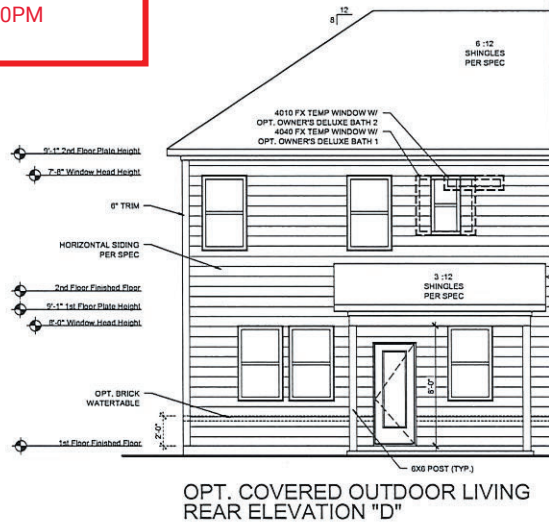 0PM
12
8
6 :12
SHINGLES
PER SPEC
4010 FX TEMP WINDOW W/
OPT. OWNER'S DELUXE BATH 2
4040 FX TEMP WINDOW W/
OPT. OWNER'S DELUXE BATH 1
9'-1" 2nd Floor Plate Height
7'-8" Window Head Height
6" TRIM
HORIZONTAL SIDING
PER SPEC
2nd Floor Finished Floor
9'-1" 1st Floor Plate Height
8'-0" Window Head Height
3 :12
SHINGLES
PER SPEC
OPT. BRICK
WATERTABLE
2'-0"
8'-0"
1st Floor Finished Floor
6X6 POST (TYP.)
OPT. COVERED OUTDOOR LIVING
REAR ELEVATION "D"